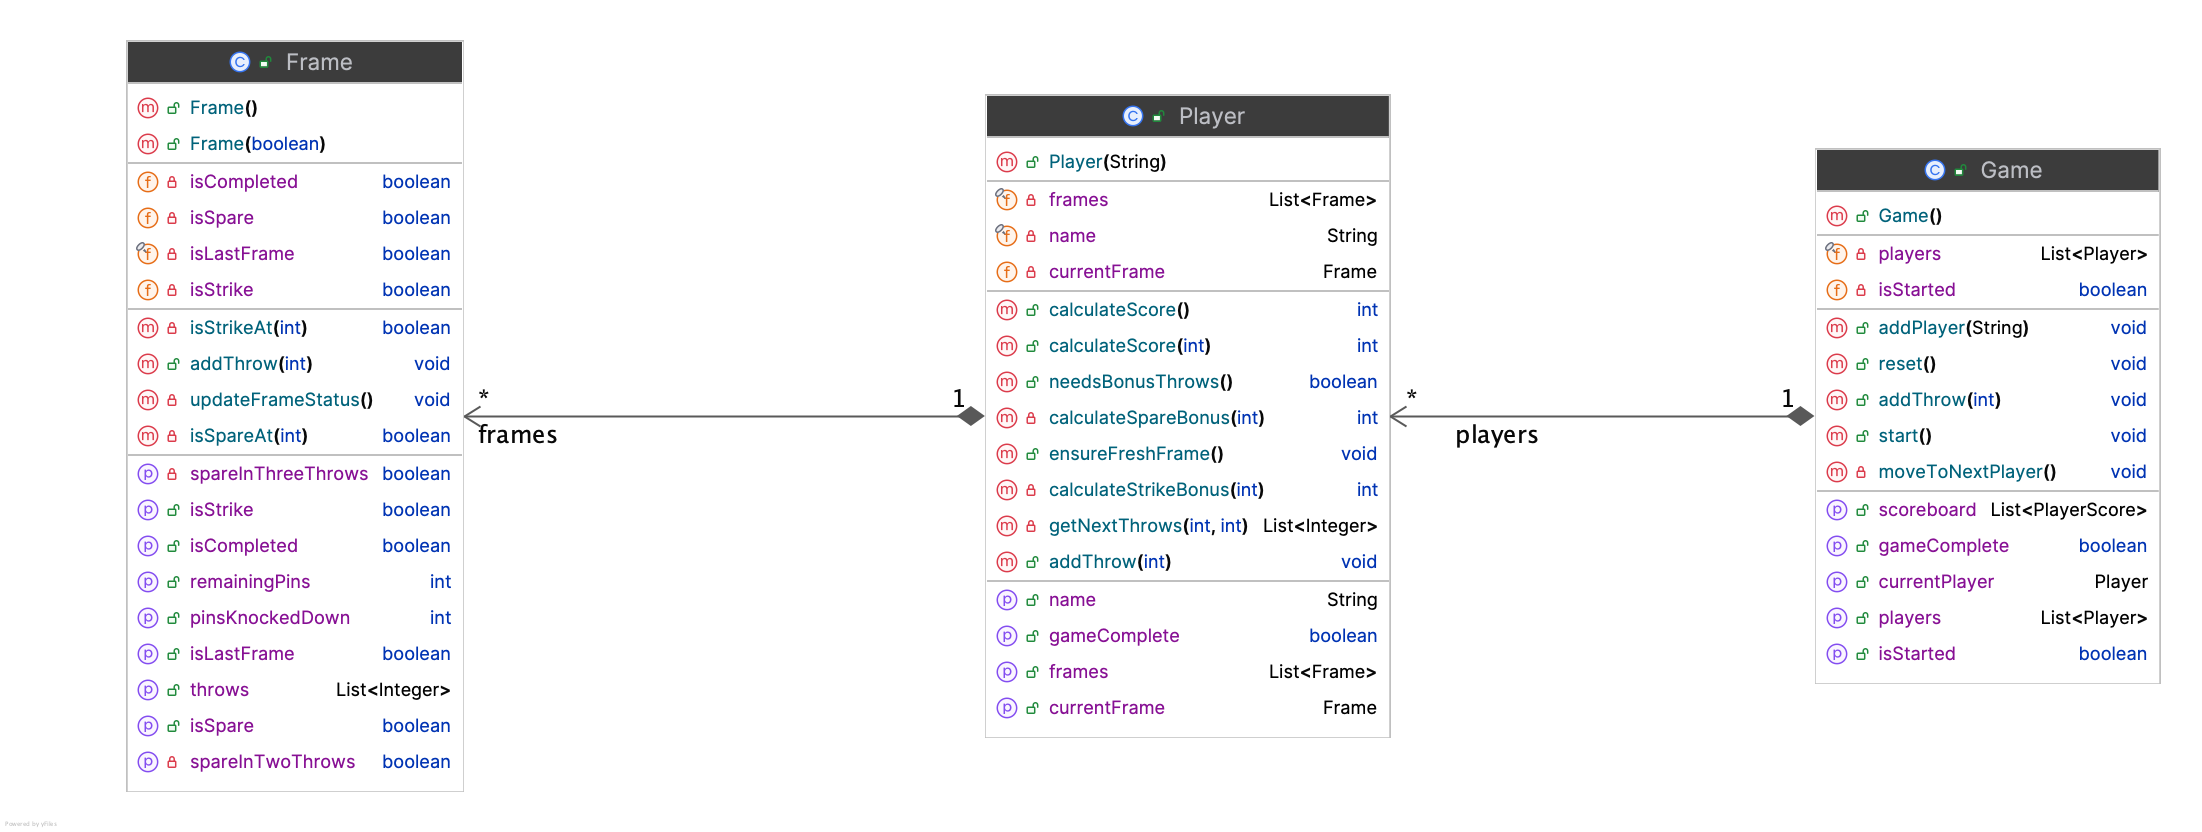 Frame
Frame()
Frame(boolean)
isCompleted boolean
isSpare boolean
isLastFrame boolean
isStrike boolean
isStrikeAt(int) boolean
addThrow(int) void
updateFrameStatus() void
isSpareAt(int) boolean
spareInThreeThrows boolean
isStrike boolean
isCompleted boolean
remainingPins int
pinsKnockedDown int
isLastFrame boolean
throws List<Integer>
isSpare boolean
spareInTwoThrows boolean
* 1
frames
Player
Player(String)
frames List<Frame>
name String
currentFrame Frame
calculateScore() int
calculateScore(int) int
needsBonusThrows() boolean
calculateSpareBonus(int) int
ensureFreshFrame() void
calculateStrikeBonus(int) int
getNextThrows(int, int) List<Integer>
addThrow(int) void
name String
gameComplete boolean
frames List<Frame>
currentFrame Frame
* 1
players
Game
Game()
players List<Player>
isStarted boolean
addPlayer(String) void
reset() void
addThrow(int) void
start() void
moveToNextPlayer() void
scoreboard List<PlayerScore>
gameComplete boolean
currentPlayer Player
players List<Player>
isStarted boolean
Powered by yFiles